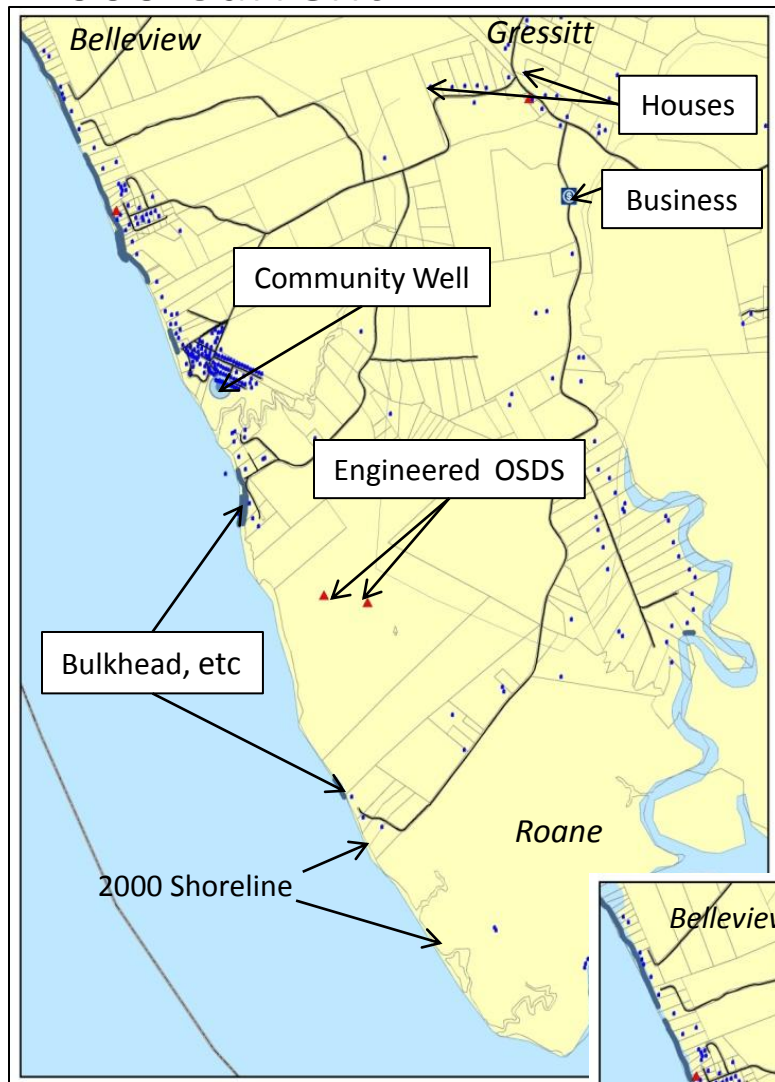 Belleview
Gressitt
Houses
Business
Community Well
Engineered OSDS
Bulkhead, etc
Roane
2000 Shoreline
Belleview